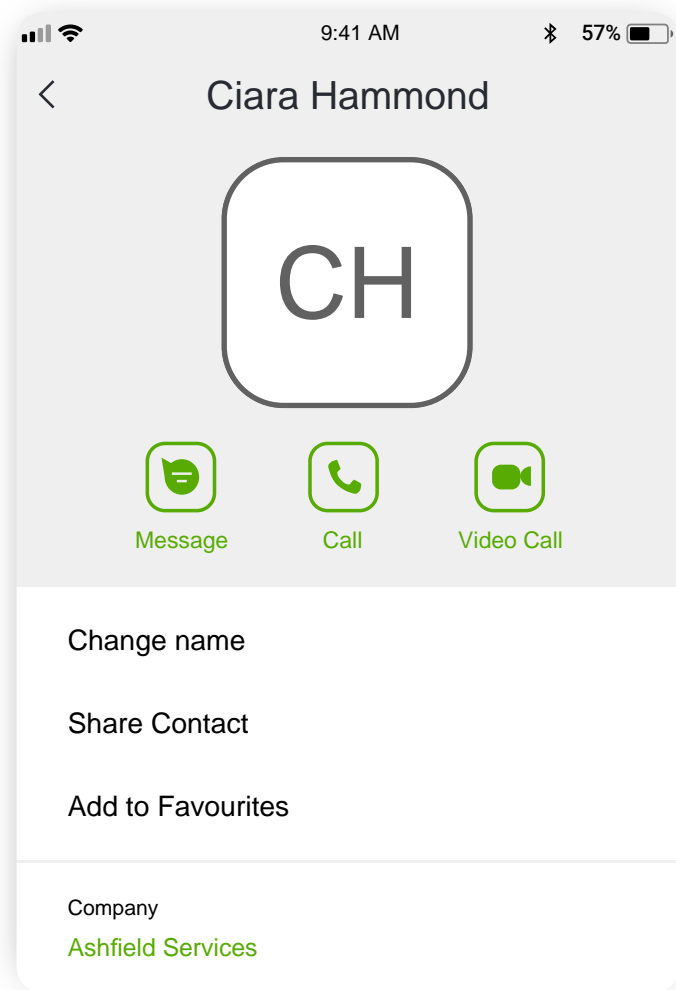 9:41 AM 57%
Ciara Hammond
CH
Message Call Video Call
Change name
Share Contact
Add to Favourites
Company
Ashfield Services